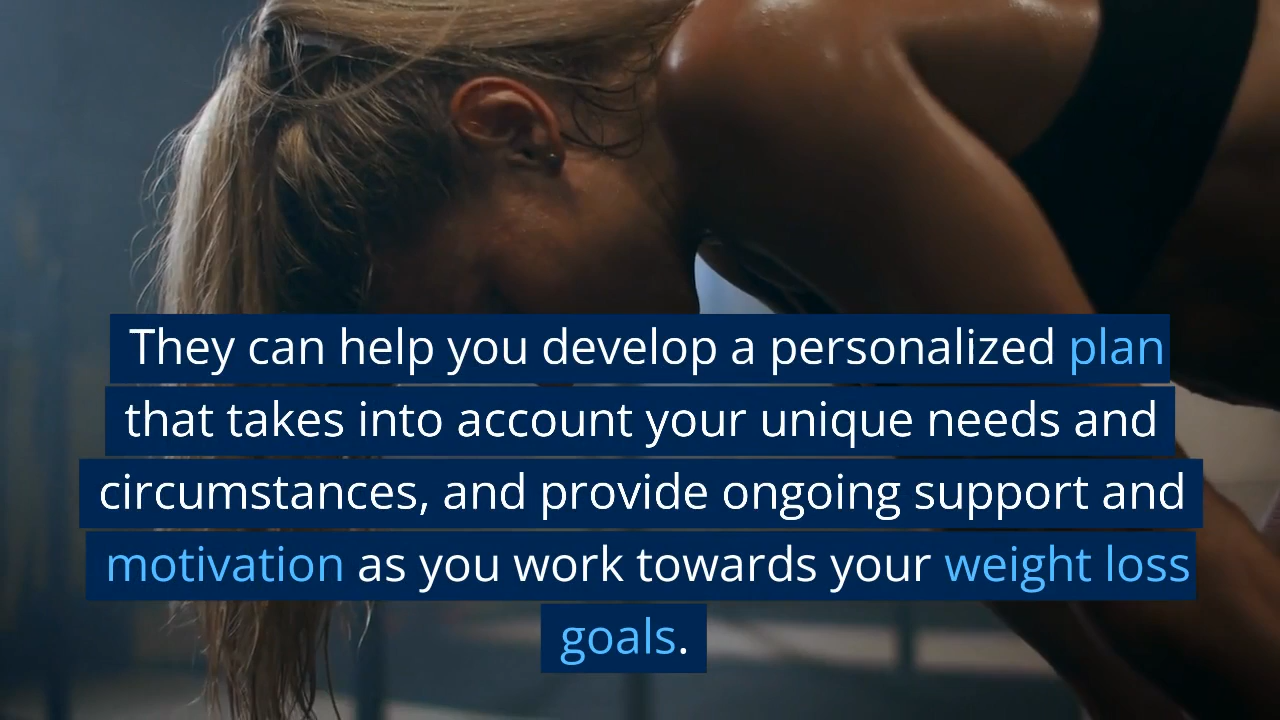 They can help you develop a personalized plan
that takes into account your unique needs and
circumstances, and provide ongoing support and
motivation as you work towards your weight loss
goals.